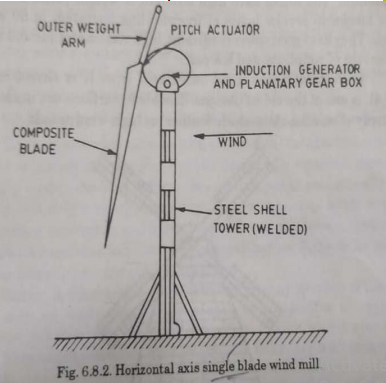 OUTER WEIGHT
ARM
PITCH ACTUATOR
INDUCTION GENERATOR
AND PLANATARY GEAR BOX
WIND
COMPOSITE
BLADE
STEEL SHELL
TOWER (WELDED)
Fig. 6.8.2. Horizontal axis single blade wind mill